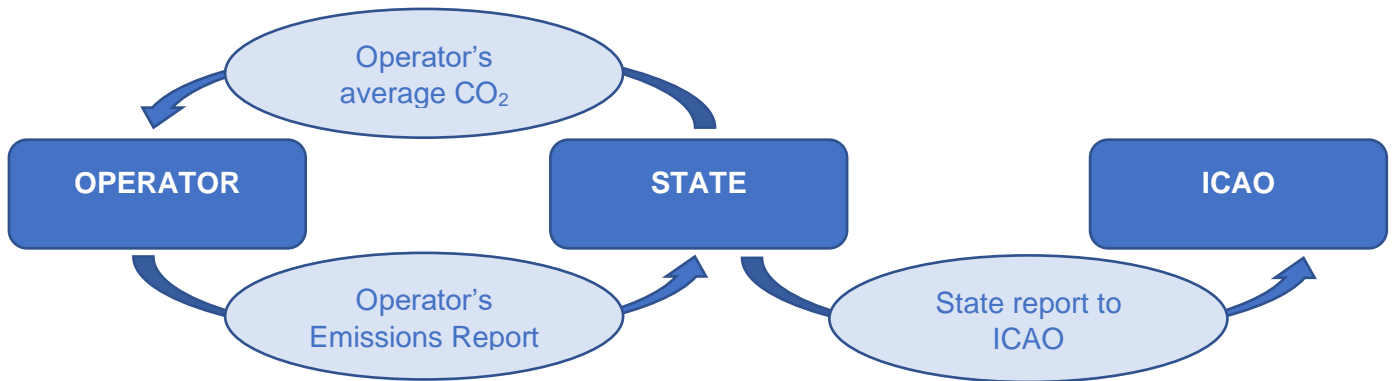 Operator’s
average CO₂
OPERATOR
STATE
ICAO
Operator’s
Emissions Report
State report to
ICAO